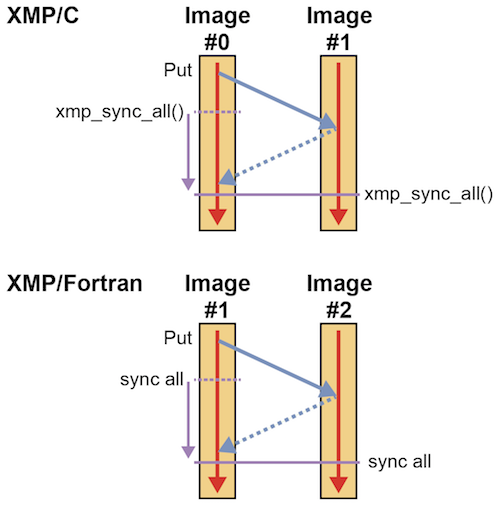 XMP/C
Image #0
Image #1
Put
xmp_sync_all()
xmp_sync_all()
XMP/Fortran
Image #1
Image #2
Put
sync all
sync all